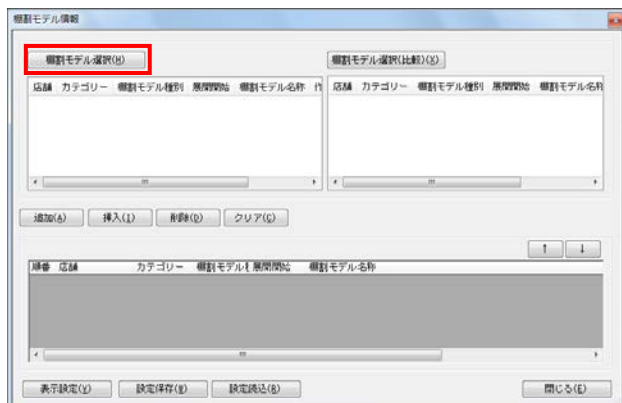 棚割モデル情報
棚割モデル選択(M) 棚割モデル選択(比較)(X)
店舗 カテゴリー 棚割モデル種別 展開開始 棚割モデル名称 店舗 カテゴリー 棚割モデル種別 展開開始 棚割モデル名称
追加(A) 挿入(I) 削除(D) クリア(C)
↑ ↓
順番 店舗 カテゴリー 棚割モデル 展開開始 棚割モデル名称
表示設定(V) 設定保存(W) 設定読込(R) 閉じる(E)